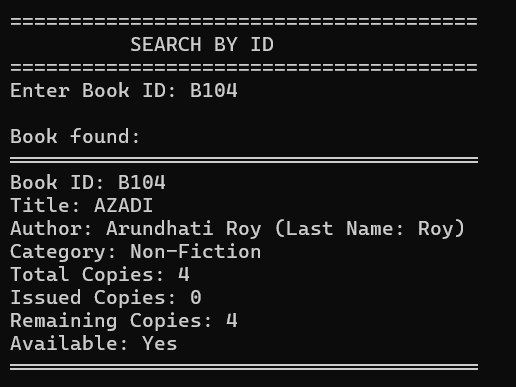 =======================================
SEARCH BY ID
=======================================
Enter Book ID: B104
Book found:
═══════════════════════════════════════
Book ID: B104
Title: AZADI
Author: Arundhati Roy (Last Name: Roy)
Category: Non-Fiction
Total Copies: 4
Issued Copies: 0
Remaining Copies: 4
Available: Yes
═══════════════════════════════════════